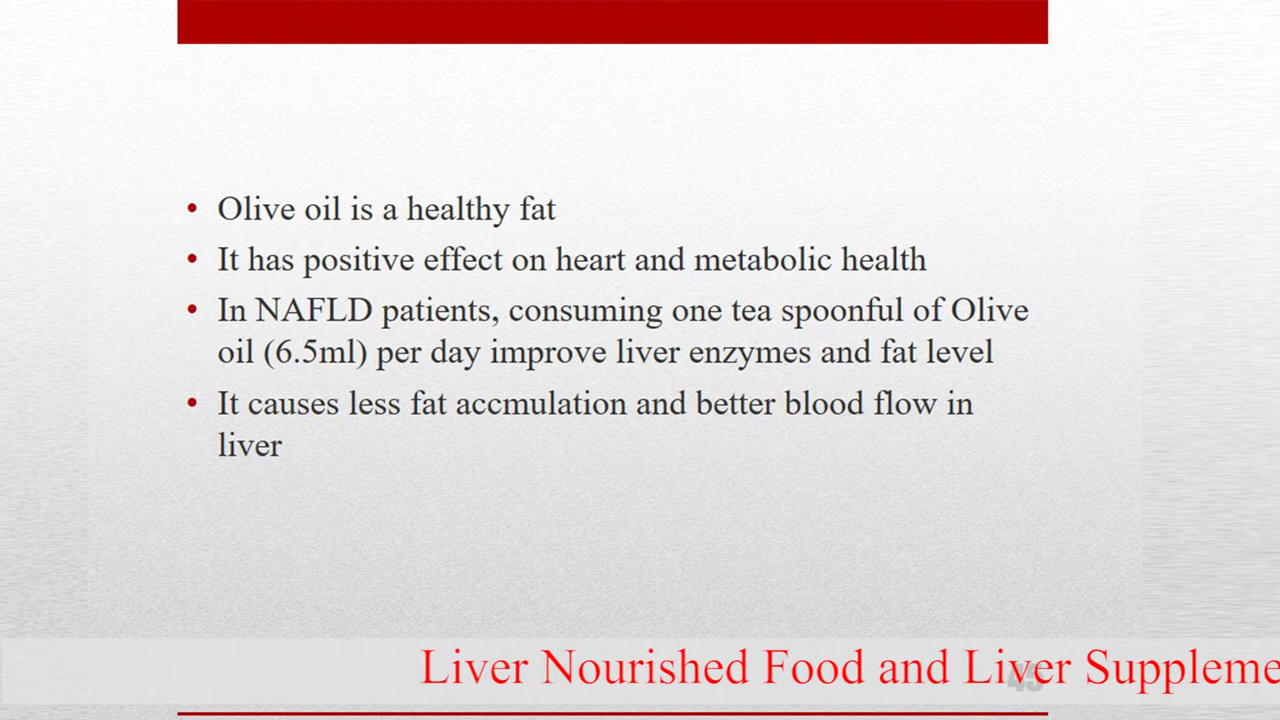 • Olive oil is a healthy fat
• It has positive effect on heart and metabolic health
• In NAFLD patients, consuming one tea spoonful of Olive
oil (6.5ml) per day improve liver enzymes and fat level
• It causes less fat accmulation and better blood flow in
liver
Liver Nourished Food and Liver Suppleme